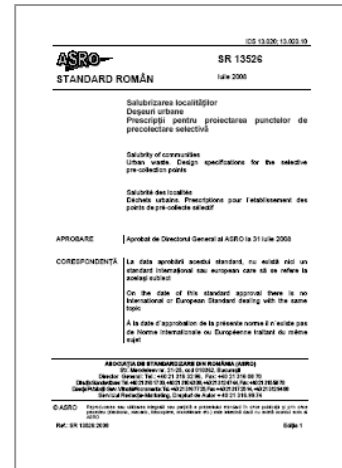 ICS 13.020; 13.030.10
ASRO
SR 13526
STANDARD ROMÂN
Iulie 2008
Salubrizarea localităţilor
Deşeuri urbane
Prescripţii pentru proiectarea punctelor de
precolectare selectivă
Salubrity of communities
Urban waste. Design specifications for the selective
pre-collection points
Salubrité des localités
Déchets urbains. Prescriptions pour l'etablissement des
points de pré-collecte sélectif
APROBARE
Aprobat de Directorul General al ASRO la 31 iulie 2008
CORESPONDENŢĂ
La data aprobării acestui standard, nu există nici un
standard internaţional sau european care să se refere la
acelaşi subiect
On the date of this standard approval there is no
International or European Standard dealing with the same
topic
À la date d'approbation de la présente norme il n'existe pas
de Norme internationale ou Européenne traitant du même
sujet
ASOCIAŢIA DE STANDARDIZARE DIN ROMÂNIA (ASRO)
Director General: Tel.:
© ASRO
Ref.: SR 13526:2008
Ediţia 1